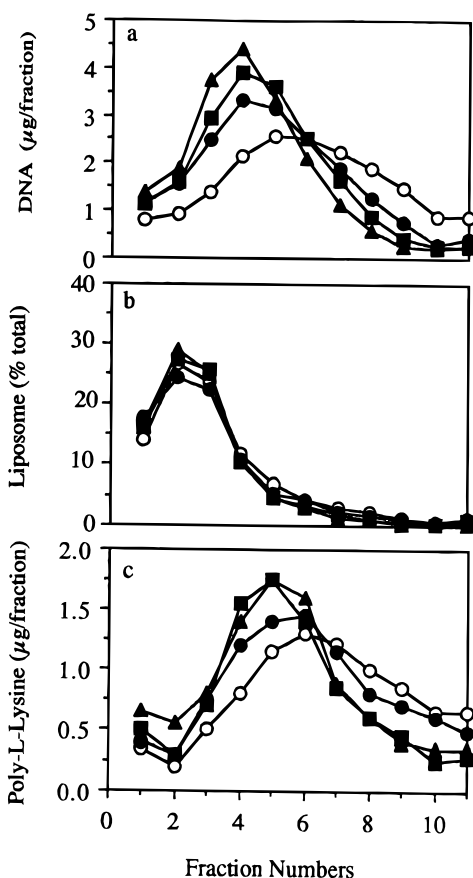 a
DNA (µg/fraction)
5
4
3
2
1
0
b
Liposome (% total)
40
30
20
10
0
c
Poly-L-Lysine (µg/fraction)
2.0
1.5
1.0
0.5
0.0
0 2 4 6 8 10
Fraction Numbers